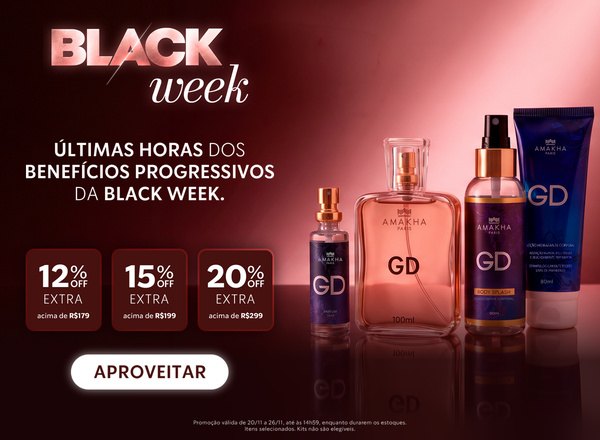 BLACK
week
ÚLTIMAS HORAS DOS
BENEFÍCIOS PROGRESSIVOS
DA BLACK WEEK.
12% OFF
EXTRA
acima de R$179
15% OFF
EXTRA
acima de R$199
20% OFF
EXTRA
acima de R$299
APROVEITAR
GD
AMAKHA
PARIS
GD
100ml
AMAKHA
PARIS
GD
BODY SPLASH
AMAKHA
PARIS
GD
80ml
Promoção válida de 20/11 a 26/11, até às 14h59, enquanto durarem os estoques.
Itens selecionados. Kits não são elegíveis.